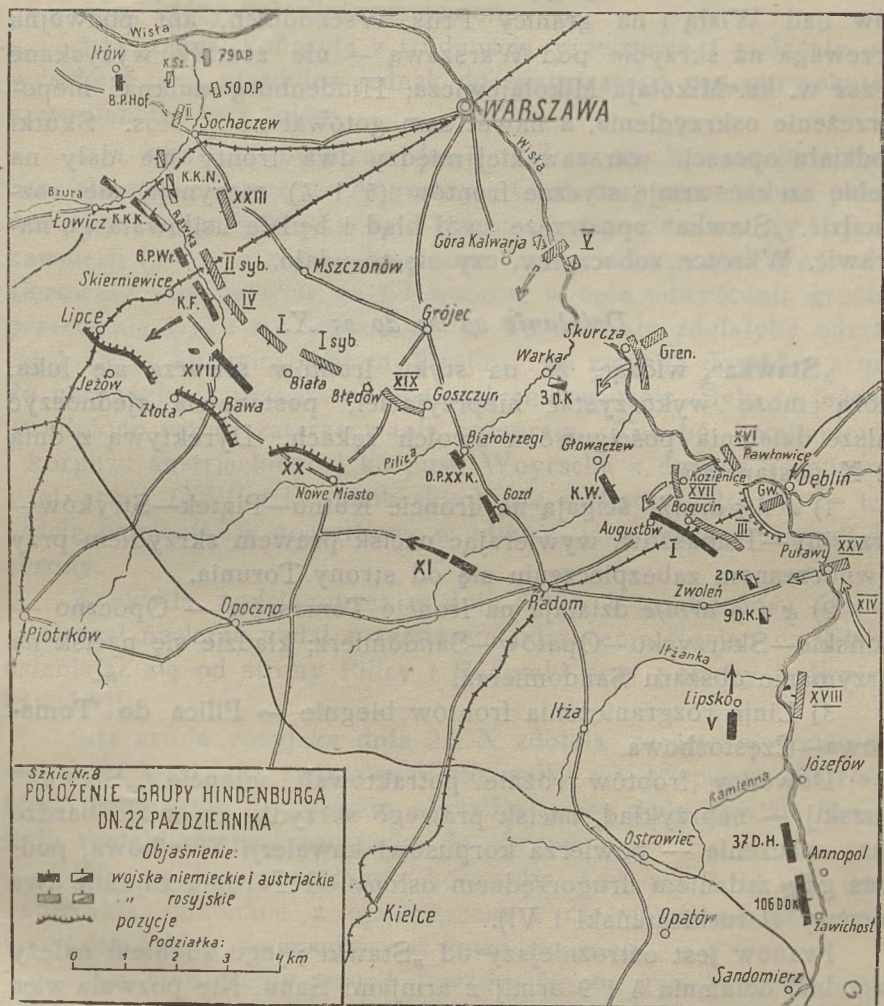 Wisła
Iłów
K.Sz.
79 D.P.
50 D.P
B.P.Hof.
II
Sochaczew
WARSZAWA
Wisła
Bzura
K.K.N.
XXIII
Łowicz
K.K.K.
Rawka
Góra Kalwarja
V
B.P.Wr.
II syb.
Mszczonów
Skierniewice
K.F.
IV
Lipce
I
I syb
Grójec
Skurcza
Gren.
Warka
XVII
Jeżów
Biała
XIX
Błędów
Goszczyn
3 D.K
Złota
Rawa
Białobrzegi
Głowaczew
XVI
Pawłowice
XX
Pilica
Nowe Miasto
D.P.XX K.
K.W.
Kozienice
XVII
Dęblin
Gw.
Gozd
Bogucin
III
Augustów
I
Puławy
XXV
XI
2 D.K.
Radom
Zwoleń
9 D.K.
XIV
Piotrków
Opoczna
Iłżanka
Lipsko
XVIII
V
Iłża
Józefów
Kamienna
Szkic Nr. 8
POŁOŻENIE GRUPY HINDENBURGA
DN. 22 PAŹDZIERNIKA
Objaśnienie:
wojska niemieckie i austrjackie
„ rosyjskie
pozycje
Podziałka:
0 1 2 3 4 km
Ostrowiec
37 D.H.
Annopol
106 D.O.K.
Kielce
Opatów
Zawichost
Sandomierz